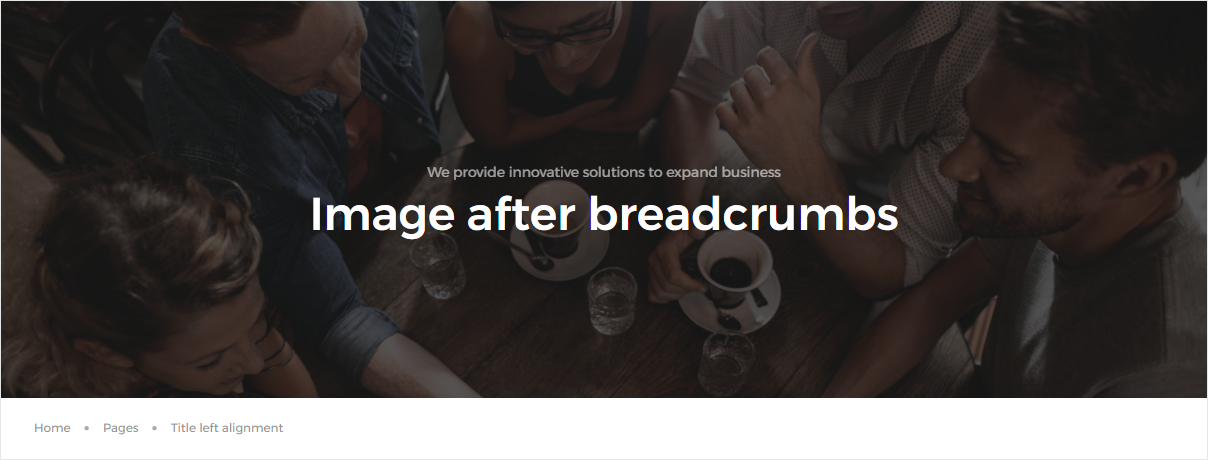 We provide innovative solutions to expand business
Image after breadcrumbs
Home • Pages • Title left alignment